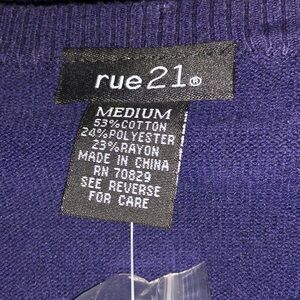 rue21®
MEDIUM
53%COTTON
24%POLYESTER
23%RAYON
MADE IN CHINA
RN 70829
SEE REVERSE
FOR CARE